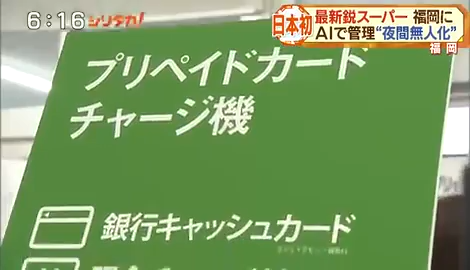 6:16 シリタカ!
日本初
最新鋭スーパー 福岡に
AIで管理"夜間無人化"
福岡
プリペイドカード
チャージ機
銀行キャッシュカード